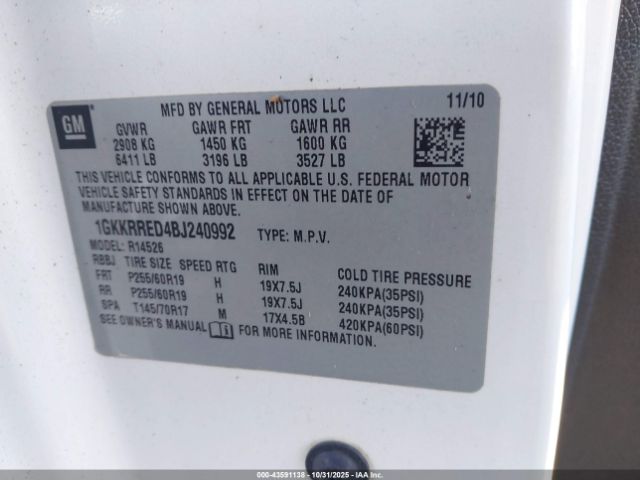 GM
MFD BY GENERAL MOTORS LLC 11/10
GVWR GAWR FRT GAWR RR
2908 KG 1450 KG 1600 KG
6411 LB 3196 LB 3527 LB
THIS VEHICLE CONFORMS TO ALL APPLICABLE U.S. FEDERAL MOTOR
VEHICLE SAFETY STANDARDS IN EFFECT ON THE DATE OF
MANUFACTURE SHOWN ABOVE.
1GKKRRED4BJ240992 TYPE: M.P.V.
MODEL: R14526
RBBJ TIRE SIZE SPEED RTG RIM COLD TIRE PRESSURE
FRT P255/60R19 H 19X7.5J 240KPA(35PSI)
RR P255/60R19 H 19X7.5J 240KPA(35PSI)
SPA T145/70R17 M 17X4.5B 420KPA(60PSI)
SEE OWNER'S MANUAL FOR MORE INFORMATION.
000-43591138 - 10/31/2025 - IAAI.COM